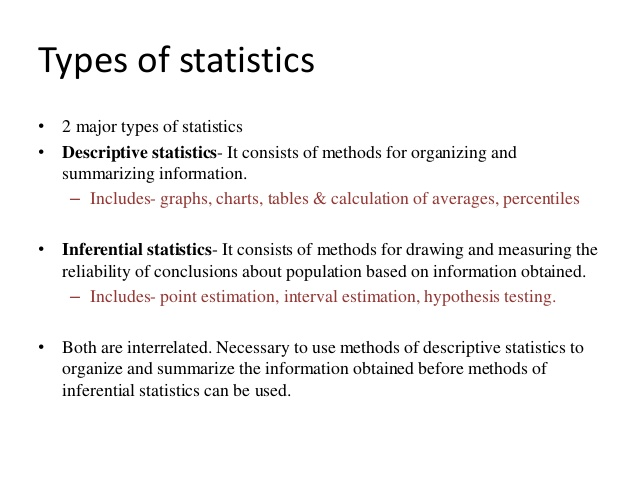 Types of statistics
• 2 major types of statistics
• Descriptive statistics- It consists of methods for organizing and
summarizing information.
– Includes- graphs, charts, tables & calculation of averages, percentiles
• Inferential statistics- It consists of methods for drawing and measuring the
reliability of conclusions about population based on information obtained.
– Includes- point estimation, interval estimation, hypothesis testing.
• Both are interrelated. Necessary to use methods of descriptive statistics to
organize and summarize the information obtained before methods of
inferential statistics can be used.